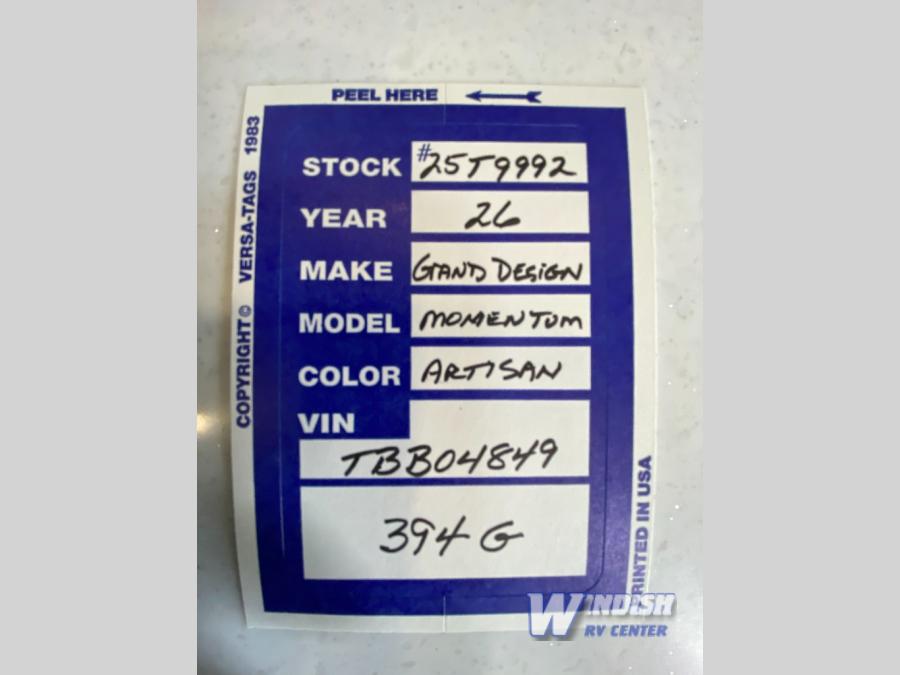 PEEL HERE
COPYRIGHT © VERSA-TAGS 1983
STOCK #25T9992
YEAR 26
MAKE GRAND DESIGN
MODEL MOMENTUM
COLOR ARTISAN
VIN
TBB04849
394 G
PRINTED IN USA
WINDISH
RV CENTER